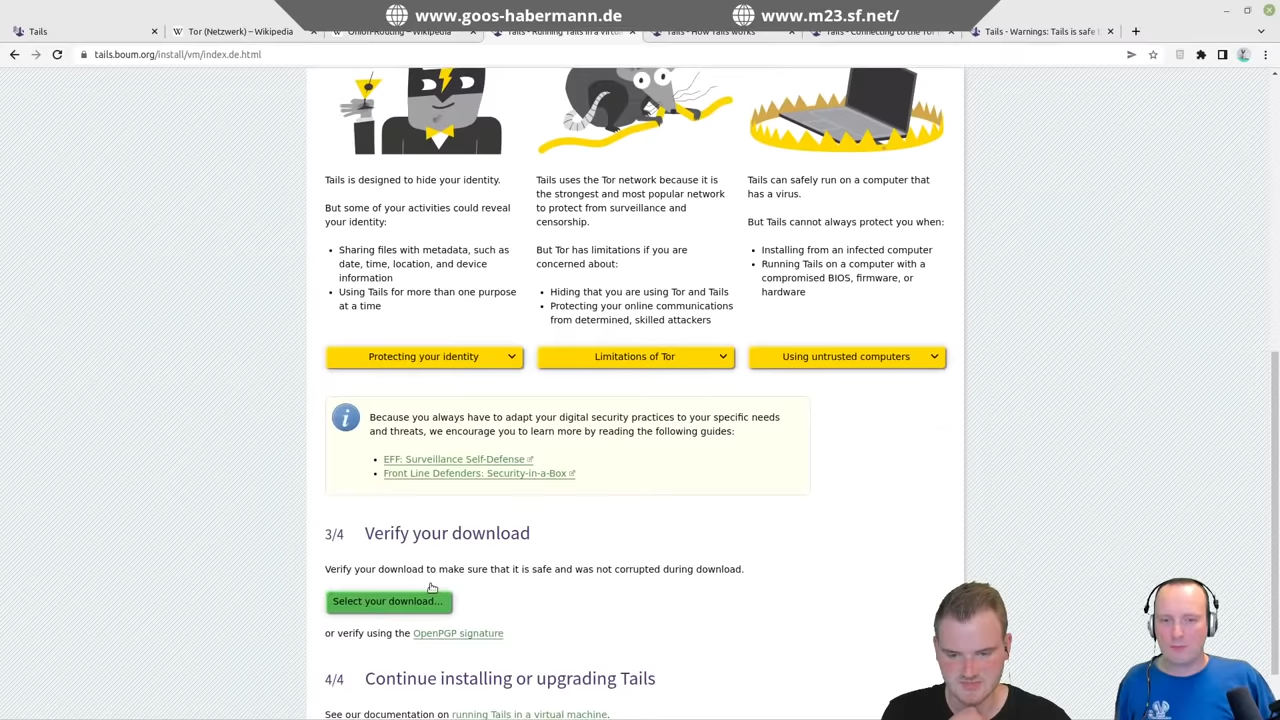 www.goos-habermann.de
www.m23.sf.net/
Tails
Tor (Netzwerk) – Wikipedia
Onion-Routing – Wikipedia
Tails - Running Tails in a virtu
Tails - How Tails works
Tails - Connecting to the Tor
Tails - Warnings: Tails is safe b
tails.boum.org/install/vm/index.de.html
Tails is designed to hide your identity.
But some of your activities could reveal
your identity:
Sharing files with metadata, such as
date, time, location, and device
information
Using Tails for more than one purpose
at a time
Protecting your identity
Tails uses the Tor network because it is
the strongest and most popular network
to protect from surveillance and
censorship.
But Tor has limitations if you are
concerned about:
Hiding that you are using Tor and Tails
Protecting your online communications
from determined, skilled attackers
Limitations of Tor
Tails can safely run on a computer that
has a virus.
But Tails cannot always protect you when:
Installing from an infected computer
Running Tails on a computer with a
compromised BIOS, firmware, or
hardware
Using untrusted computers
Because you always have to adapt your digital security practices to your specific needs
and threats, we encourage you to learn more by reading the following guides:
EFF: Surveillance Self-Defense
Front Line Defenders: Security-in-a-Box
3/4 Verify your download
Verify your download to make sure that it is safe and was not corrupted during download.
Select your download...
or verify using the OpenPGP signature
4/4 Continue installing or upgrading Tails
See our documentation on running Tails in a virtual machine.